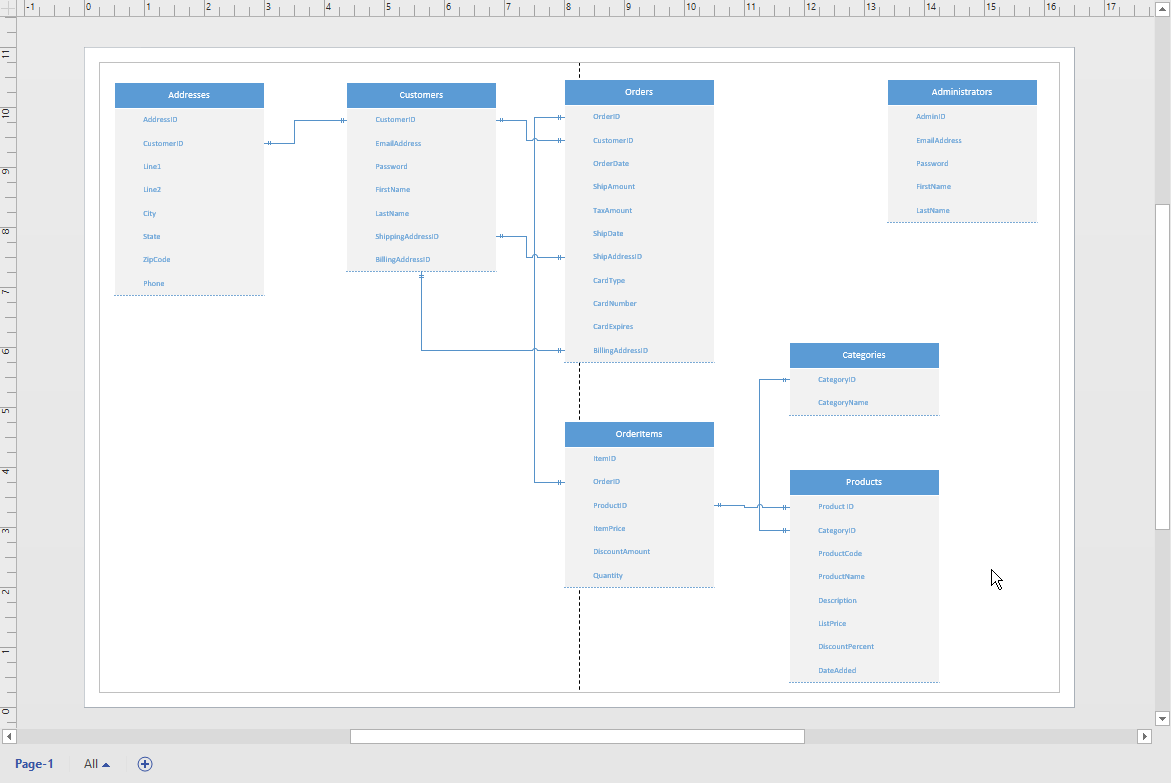 -1 0 1 2 3 4 5 6 7 8 9 10 11 12 13 14 15 16 17
11
10
9
8
7
6
5
4
3
2
1
0
Addresses
AddressID
CustomerID
Line1
Line2
City
State
ZipCode
Phone
Customers
CustomerID
EmailAddress
Password
FirstName
LastName
ShippingAddressID
BillingAddressID
Orders
OrderID
CustomerID
OrderDate
ShipAmount
TaxAmount
ShipDate
ShipAddressID
CardType
CardNumber
CardExpires
BillingAddressID
Administrators
AdminID
EmailAddress
Password
FirstName
LastName
Categories
CategoryID
CategoryName
OrderItems
ItemID
OrderID
ProductID
ItemPrice
DiscountAmount
Quantity
Products
Product ID
CategoryID
ProductCode
ProductName
Description
ListPrice
DiscountPercent
DateAdded
Page-1 All